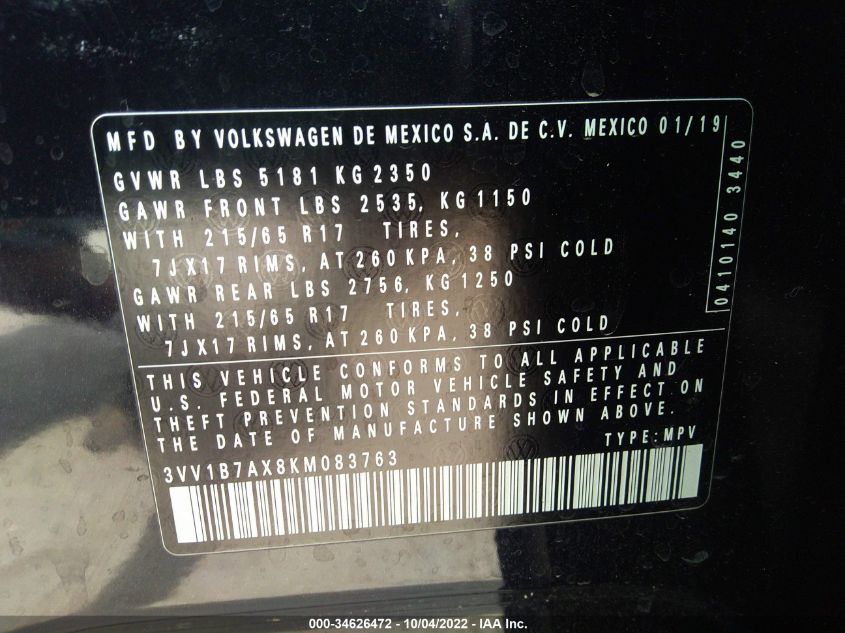 MFD BY VOLKSWAGEN DE MEXICO S.A. DE C.V. MEXICO 01/19
GVWR LBS 5181 KG 2350
GAWR FRONT LBS 2535, KG 1150
WITH 215/65 R17 TIRES,
7JX17 RIMS, AT 260 KPA, 38 PSI COLD
GAWR REAR LBS 2756, KG 1250
WITH 215/65 R17 TIRES,
7JX17 RIMS, AT 260 KPA, 38 PSI COLD
0410140 3440
THIS VEHICLE CONFORMS TO ALL APPLICABLE
U.S. FEDERAL MOTOR VEHICLE SAFETY AND
THEFT PREVENTION STANDARDS IN EFFECT ON
THE DATE OF MANUFACTURE SHOWN ABOVE.
TYPE: MPV
3VV1B7AX8KM083763
000-34626472 - 10/04/2022 - IAA Inc.